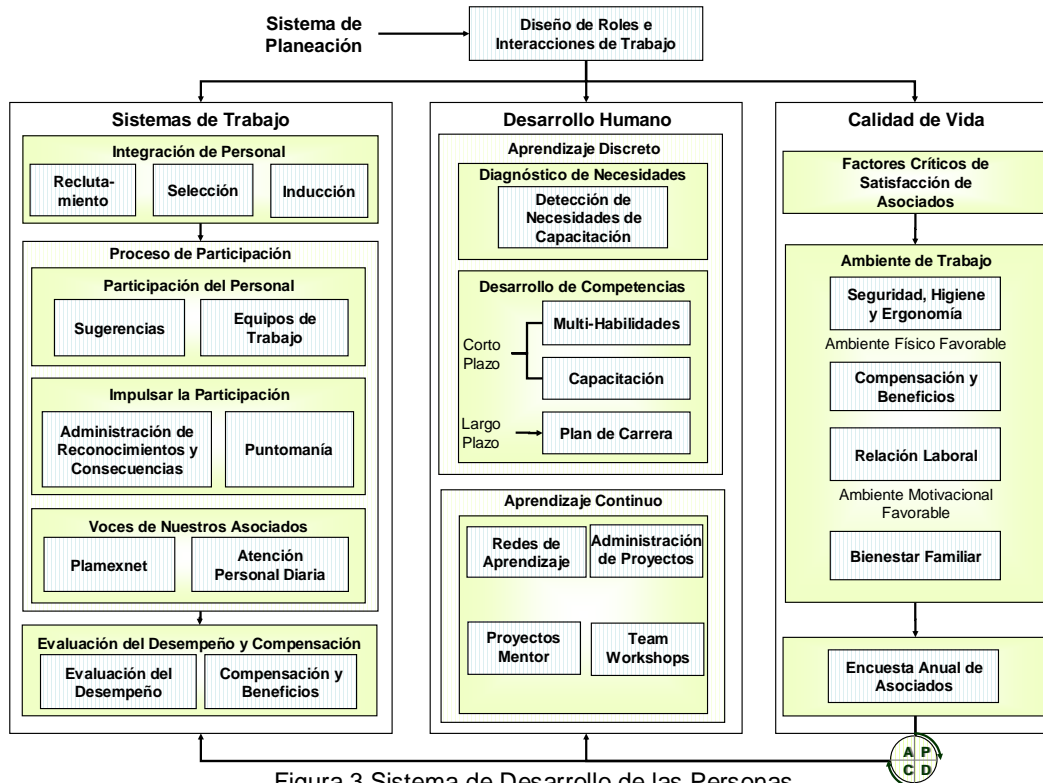 Sistema de
Planeación
Diseño de Roles e
Interacciones de Trabajo
Sistemas de Trabajo
Integración de Personal
Recluta-
miento
Selección
Inducción
Proceso de Participación
Participación del Personal
Sugerencias
Equipos de
Trabajo
Impulsar la Participación
Administración de
Reconocimientos y
Consecuencias
Puntomanía
Voces de Nuestros Asociados
Plamexnet
Atención
Personal Diaria
Evaluación del Desempeño y Compensación
Evaluación del
Desempeño
Compensación y
Beneficios
Desarrollo Humano
Aprendizaje Discreto
Diagnóstico de Necesidades
Detección de
Necesidades de
Capacitación
Desarrollo de Competencias
Corto
Plazo
Multi-Habilidades
Capacitación
Largo
Plazo
Plan de Carrera
Aprendizaje Continuo
Redes de
Aprendizaje
Administración
de Proyectos
Proyectos
Mentor
Team
Workshops
Calidad de Vida
Factores Críticos de
Satisfacción de
Asociados
Ambiente de Trabajo
Seguridad, Higiene
y Ergonomía
Ambiente Físico Favorable
Compensación y
Beneficios
Relación Laboral
Ambiente Motivacional
Favorable
Bienestar Familiar
Encuesta Anual de
Asociados
A P
C D
Figura 3 Sistema de Desarrollo de las Personas